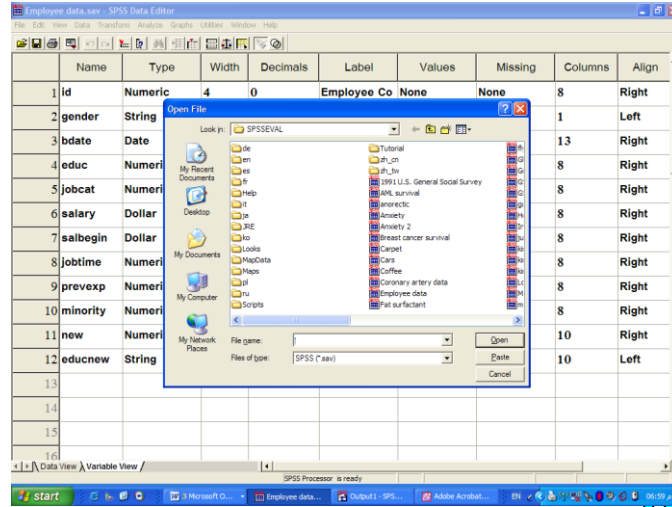 Employee data.sav - SPSS Data Editor
File Edit View Data Transform Analyze Graphs Utilities Window Help
Name Type Width Decimals Label Values Missing Columns Align
1 id Numeric 4 0 Employee Co None None 8 Right
2 gender String 1 Left
3 bdate Date 13 Right
4 educ Numeri 8 Right
5 jobcat Numeri 8 Right
6 salary Dollar 8 Right
7 salbegin Dollar 8 Right
8 jobtime Numeri 8 Right
9 prevexp Numeri 8 Right
10 minority Numeri 8 Right
11 new Numeri 10 Right
12 educnew String 10 Left
13
14
15
16
Open File
Look in: SPSSEVAL
My Recent Documents
Desktop
My Documents
My Computer
My Network Places
de
en
es
fr
Help
it
ja
JRE
ko
Looks
MapData
Maps
pl
ru
Scripts
Tutorial
zh_cn
zh_tw
1991 U.S. General Social Survey
AML survival
anorectic
Anxiety
Anxiety 2
Breast cancer survival
Carpet
Cars
Coffee
Coronary artery data
Employee data
Fat surfactant
File name:
Files of type: SPSS (*.sav)
Open
Paste
Cancel
Data View Variable View
SPSS Processor is ready
start
3 Microsoft O...
Employee data...
Output1 - SPS...
Adobe Acrobat...
EN
06:59